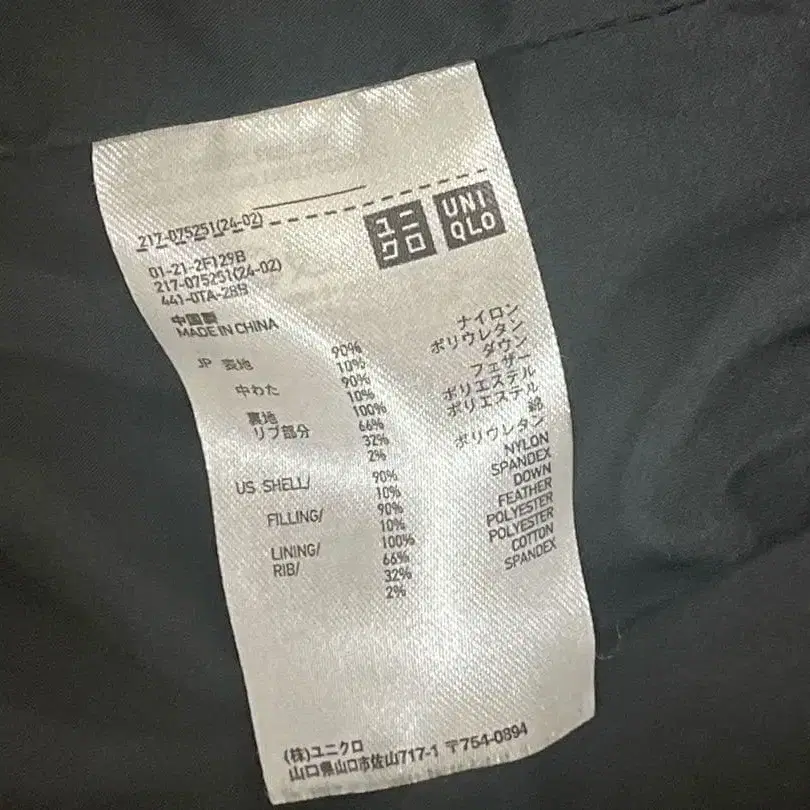 217-075251(24-02)
ユニクロ
UNIQLO
01-21-2F129B
217-075251(24-02)
441-0TA-28B
中国製
MADE IN CHINA
JP 表地 90% ナイロン
10% ポリウレタン
中わた 90% ダウン
10% フェザー
裏地 100% ポリエステル
リブ部分 66% ポリエステル
32% 綿
2% ポリウレタン
US SHELL/ 90% NYLON
10% SPANDEX
FILLING/ 90% DOWN
10% FEATHER
LINING/ 100% POLYESTER
RIB/ 66% POLYESTER
32% COTTON
2% SPANDEX
(株)ユニクロ
山口県山口市佐山717-1 〒754-0894